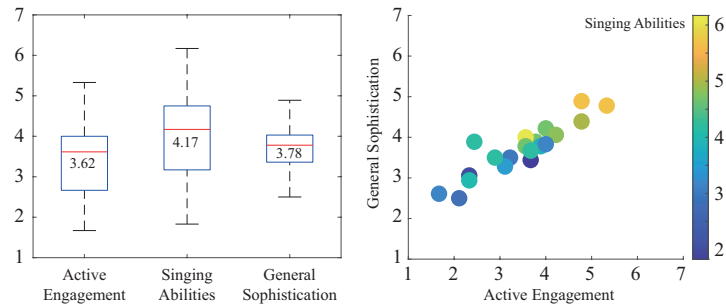 7
6
5
4
3
2
1
3.62
4.17
3.78
Active
Engagement
Singing
Abilities
General
Sophistication
General Sophistication
7
6
5
4
3
2
1
1 2 3 4 5 6 7
Active Engagement
Singing Abilities
6
5
4
3
2